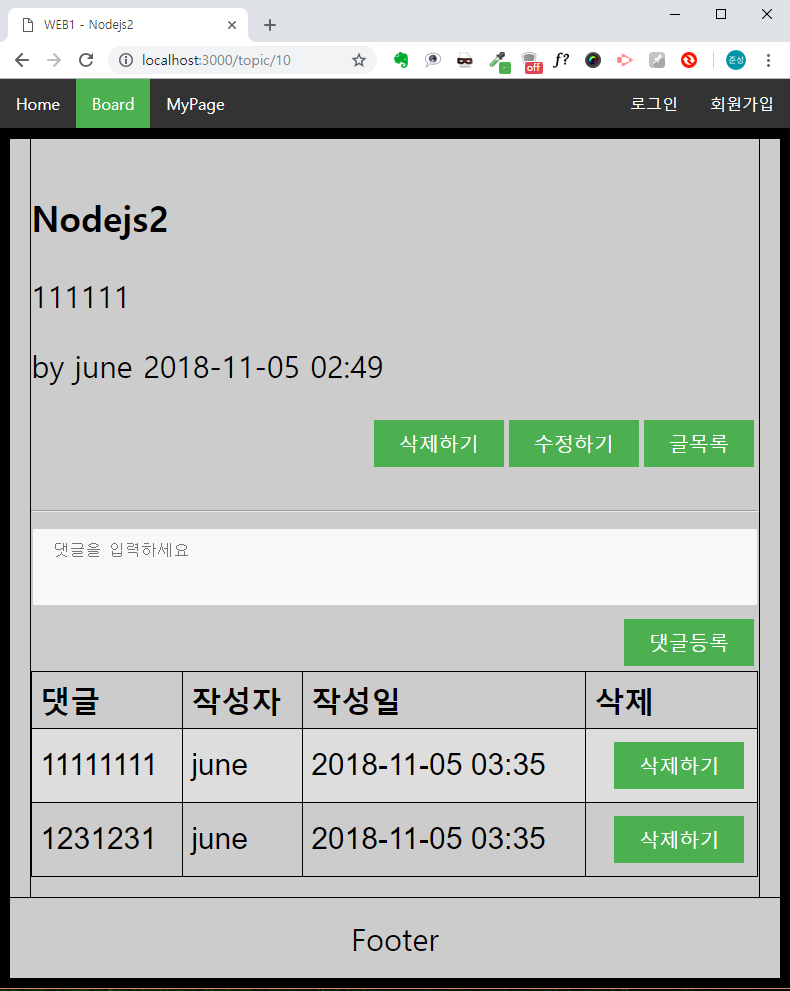 WEB1 - Nodejs2
localhost:3000/topic/10
off
f?
준성
Home Board MyPage 로그인 회원가입
Nodejs2
111111
by june 2018-11-05 02:49
삭제하기 수정하기 글목록
댓글을 입력하세요
댓글등록
댓글 작성자 작성일 삭제
11111111 june 2018-11-05 03:35 삭제하기
1231231 june 2018-11-05 03:35 삭제하기
Footer